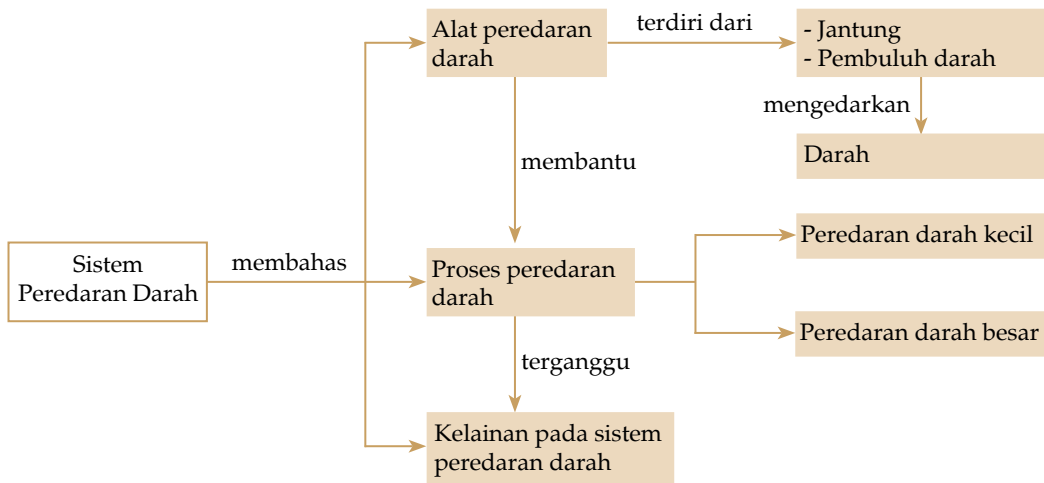 Alat peredaran
darah
terdiri dari
- Jantung
- Pembuluh darah
mengedarkan
Darah
membantu
Sistem
Peredaran Darah
membahas
Proses peredaran
darah
Peredaran darah kecil
Peredaran darah besar
terganggu
Kelainan pada sistem
peredaran darah